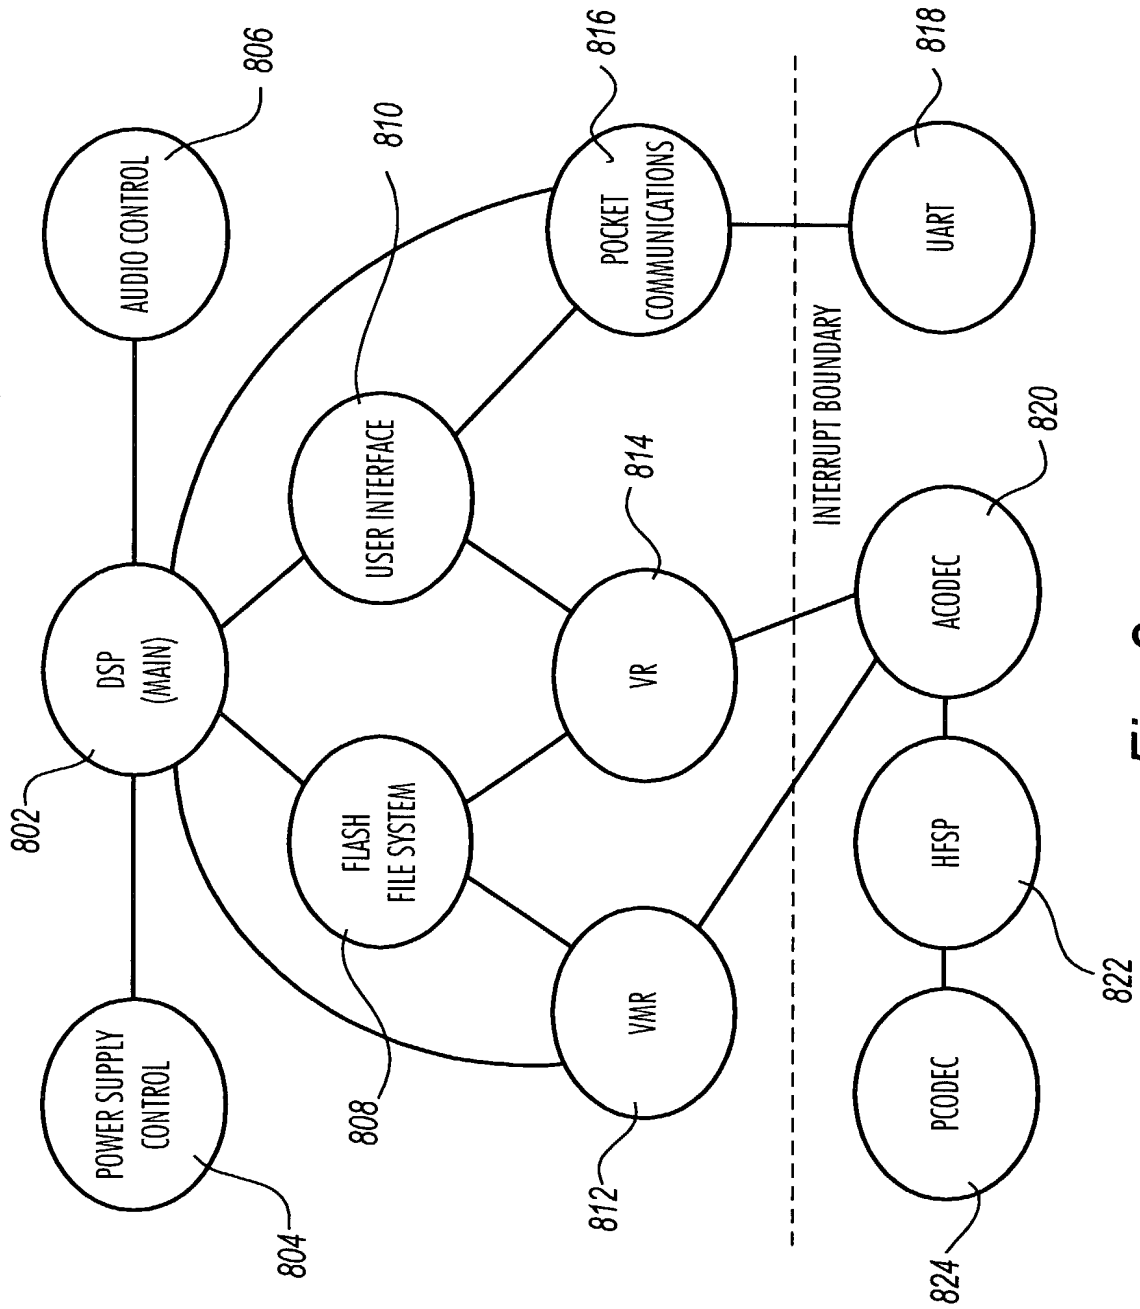 802
DSP
(MAIN)
804
POWER SUPPLY
CONTROL
AUDIO CONTROL
806
808
FLASH
FILE SYSTEM
USER INTERFACE
810
812
VMR
VR
814
POCKET
COMMUNICATIONS
816
INTERRUPT BOUNDARY
824
PCODEC
HFSP
822
ACODEC
820
UART
818